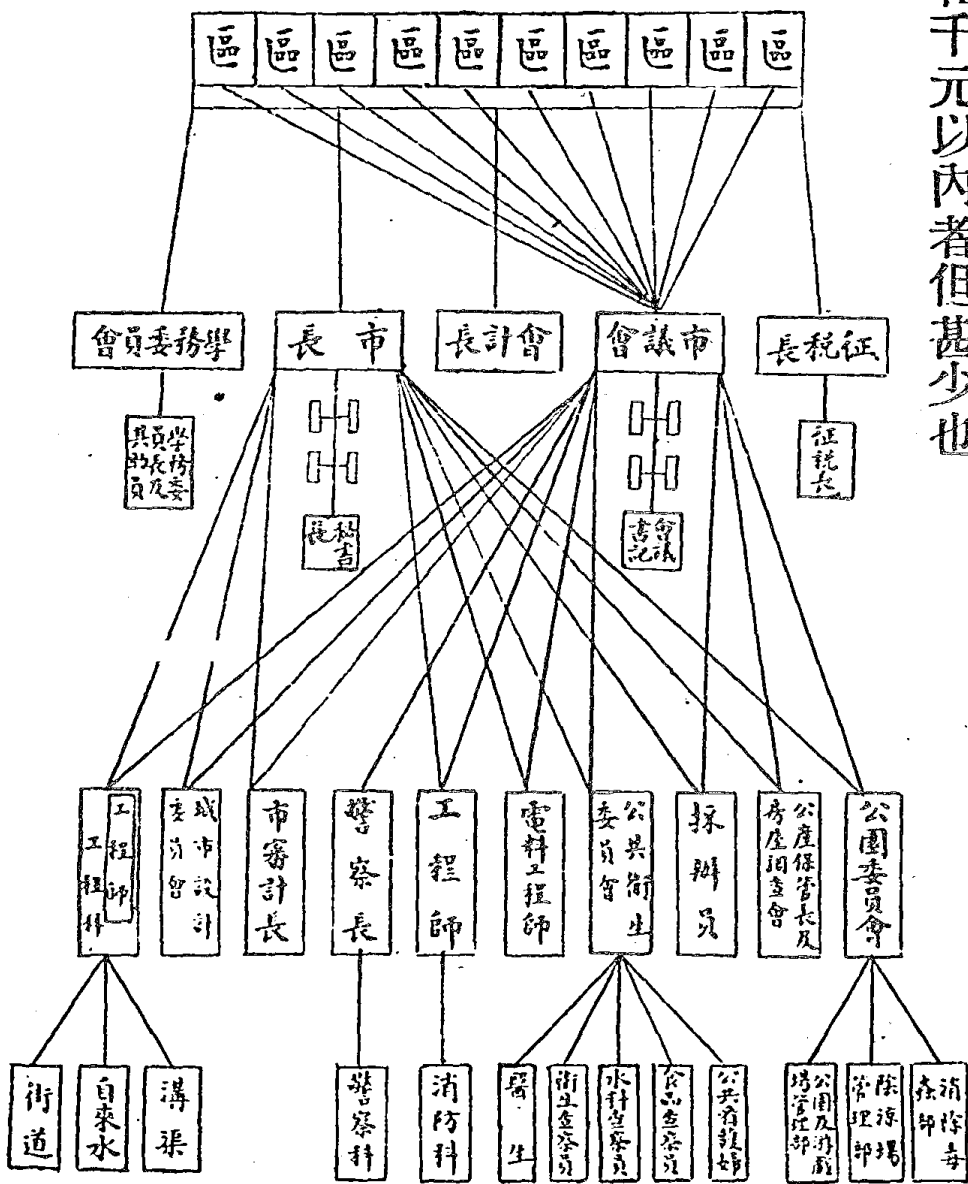 千元以內者但甚少也
區 區 區 區 區 區 區 區 區 區
征稅長
市議會
會計長
市長
學務委員會
征稅長
會議
書記
秘書
長
學務委
員長及
其
公園委員會
公產保管長及
房屋調查會
採辦員
公共衛生
委員會
電料工程師
工程師
警察長
市審計長
城市設計
委員會
工程師
工程科
消除毒
部
管理部
公園及游戲
場管理部
公共看護婦
食品查察員
水料查察員
衛生查察員
醫生
消防科
警察科
溝渠
自來水
街道